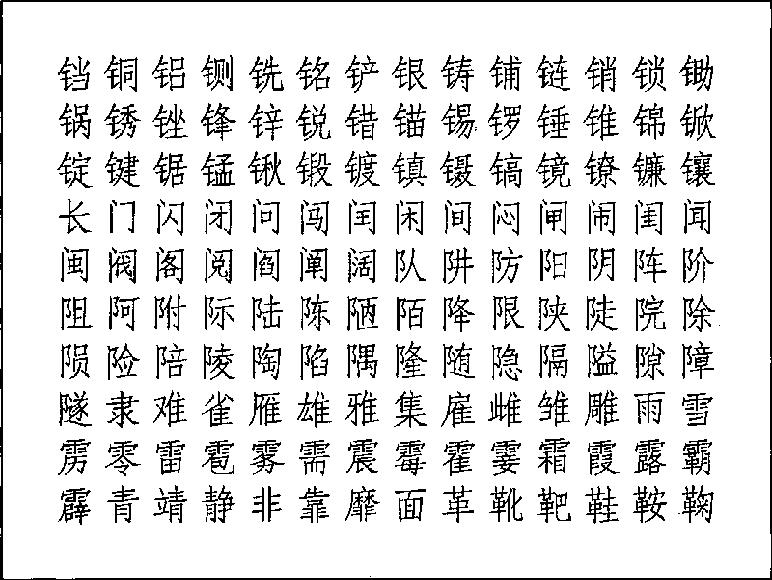 铛铜铝铡铣铭铲银铸铺链销锁锄
锅锈锉锋锌锐错锚锡锣锤锥锦锨
锭键锯锰锹锻镀镇镊镐镜镣镰镶
长门闪闭问闯闰闲间闷闸闹闺闻
闽阀阁阅阎阐阔队阱防阳阴阵阶
阻阿附际陆陈陋陌降限陕陡院除
陨险陪陵陶陷隅隆随隐隔隘隙障
隧隶难雀雁雄雅集雇雌雏雕雨雪
雳零雷雹雾需震霉霍霎霜霞露霸
霹青靖静非靠靡面革靴靶鞋鞍鞠